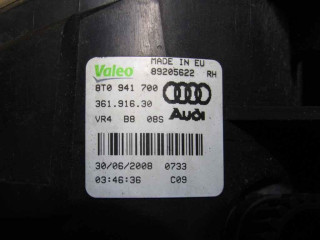 MADE IN EU
Valeo 89205622 RH
8T0 941 700
361.916.30
VR4 B8 08S Audi
30/06/2008 0733
03:46:36 C09